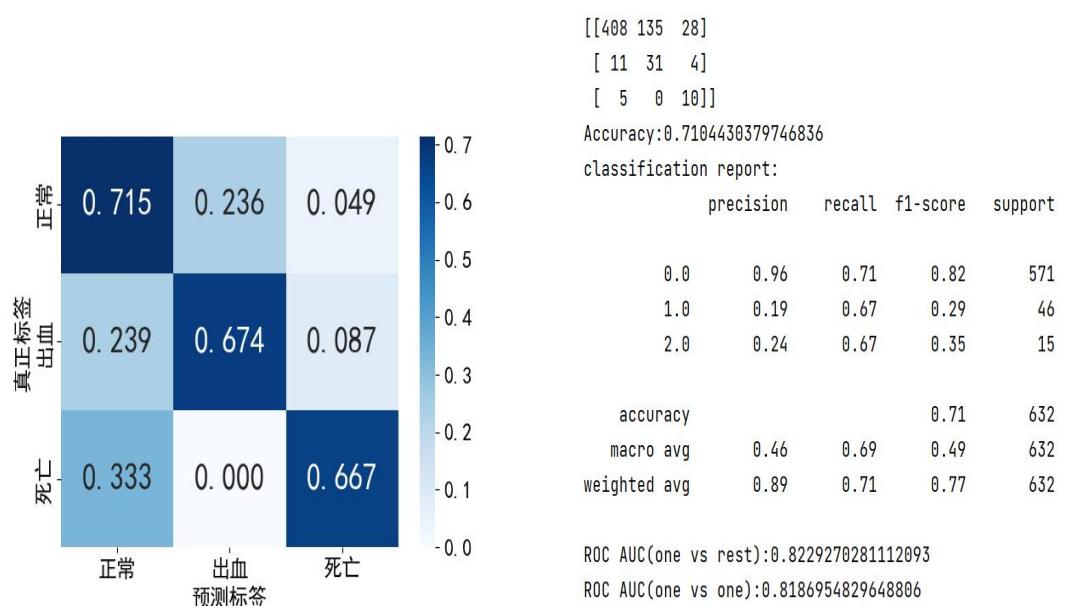 0.715 0.236 0.049
0.239 0.674 0.087
0.333 0.000 0.667
正常
出血
死亡
真正标签
正常 出血 死亡
预测标签
0.7
0.6
0.5
0.4
0.3
0.2
0.1
0.0
[[408 135 28]
[ 11 31 4]
[ 5 0 10]]
Accuracy:0.7104430379746836
classification report:
precision recall f1-score support
0.0 0.96 0.71 0.82 571
1.0 0.19 0.67 0.29 46
2.0 0.24 0.67 0.35 15
accuracy 0.71 632
macro avg 0.46 0.69 0.49 632
weighted avg 0.89 0.71 0.77 632
ROC AUC(one vs rest):0.8229270281112093
ROC AUC(one vs one):0.8186954829648806